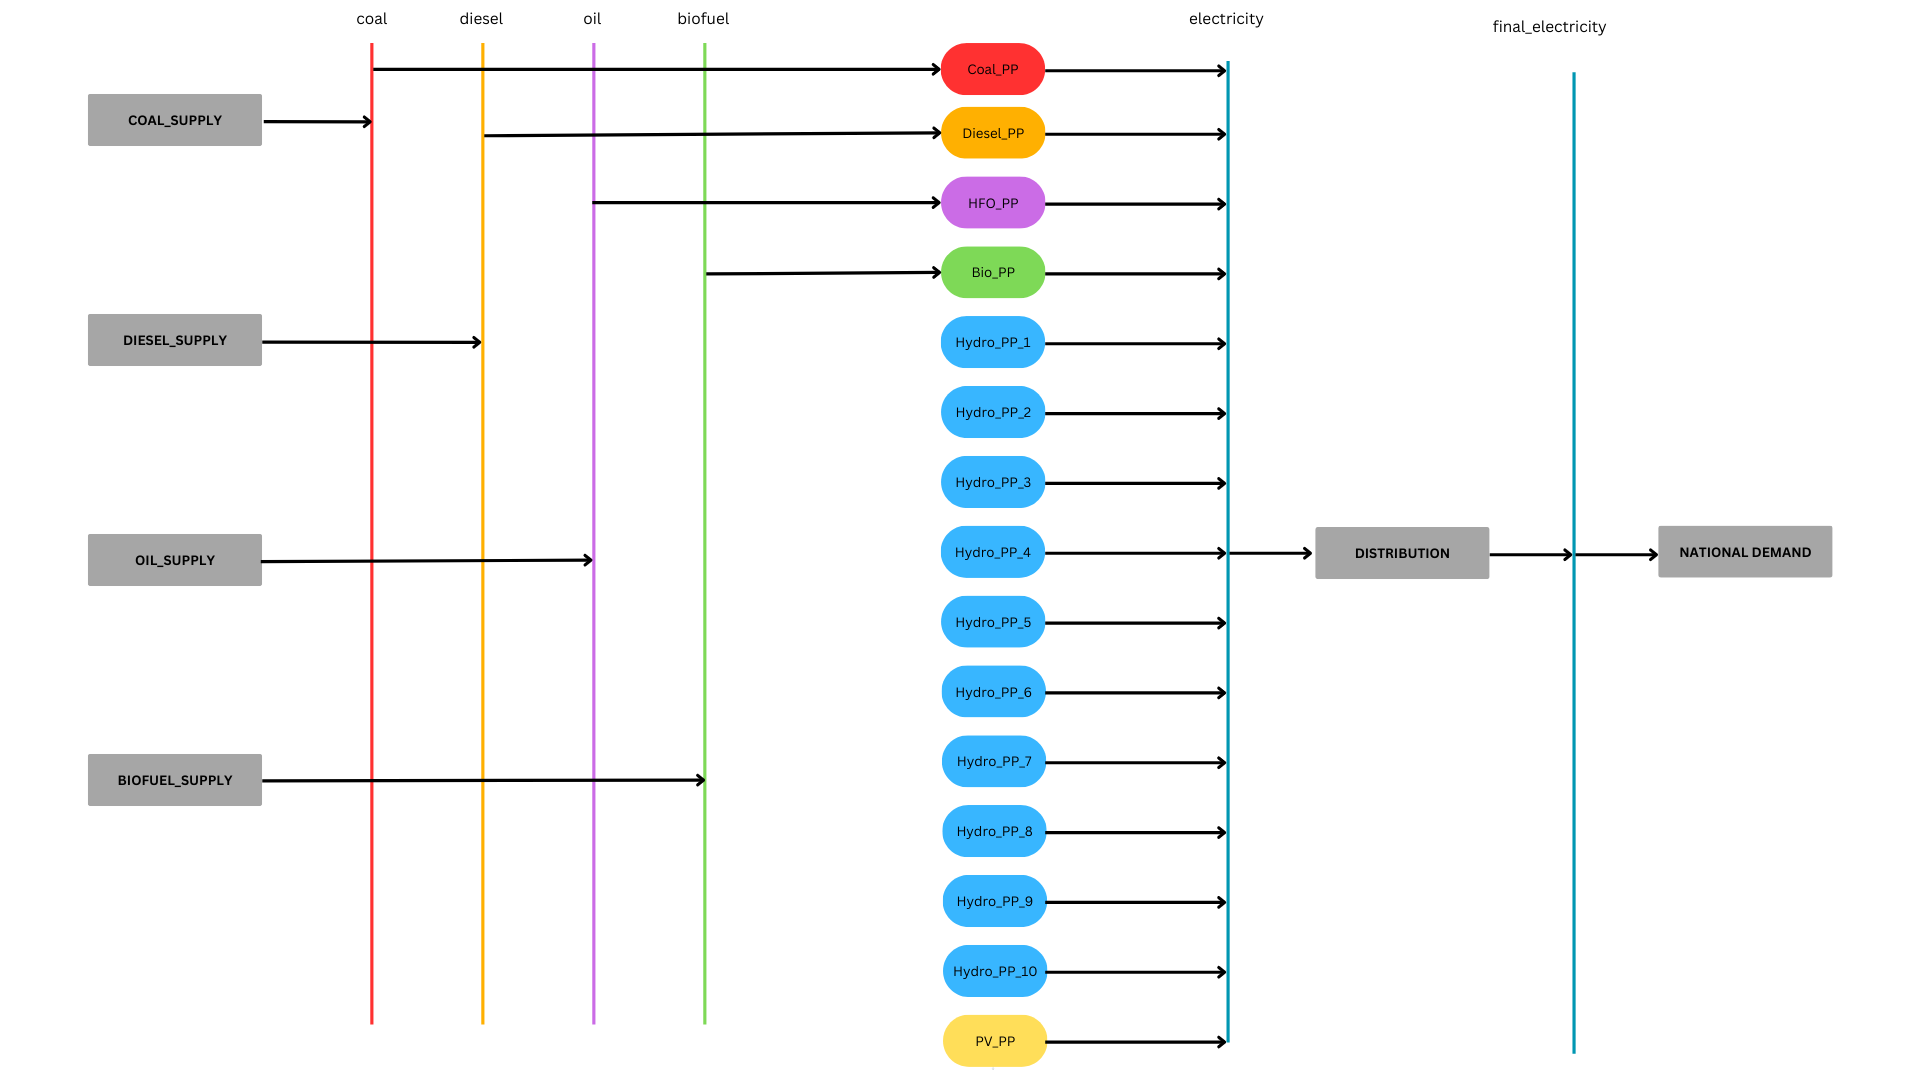 coal
diesel
oil
biofuel
electricity
final_electricity
Coal_PP
COAL_SUPPLY
Diesel_PP
HFO_PP
Bio_PP
DIESEL_SUPPLY
Hydro_PP_1
Hydro_PP_2
Hydro_PP_3
OIL_SUPPLY
Hydro_PP_4
DISTRIBUTION
NATIONAL DEMAND
Hydro_PP_5
Hydro_PP_6
BIOFUEL_SUPPLY
Hydro_PP_7
Hydro_PP_8
Hydro_PP_9
Hydro_PP_10
PV_PP